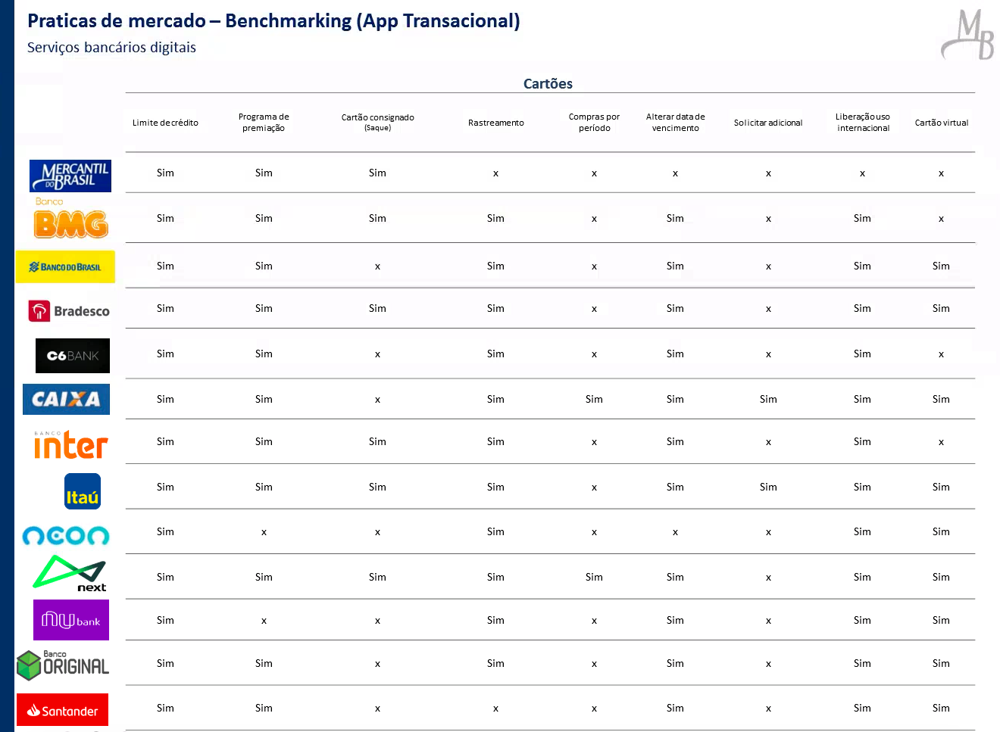 Praticas de mercado – Benchmarking (App Transacional)
Serviços bancários digitais
MB
Cartões
Limite de crédito Programa de premiação Cartão consignado (Saque) Rastreamento Compras por período Alterar data de vencimento Solicitar adicional Liberação uso internacional Cartão virtual
MERCANTIL DO BRASIL Sim Sim Sim x x x x x x
Banco BMG Sim Sim Sim Sim x Sim x Sim x
BANCO DO BRASIL Sim Sim x Sim x Sim x Sim Sim
Bradesco Sim Sim Sim Sim x Sim x Sim Sim
C6BANK Sim Sim x Sim x Sim x Sim x
CAIXA Sim Sim x Sim Sim Sim Sim Sim Sim
BANCO inter Sim Sim Sim Sim x Sim x Sim x
Itaú Sim Sim Sim Sim x Sim Sim Sim Sim
neon Sim x x Sim x x x Sim Sim
next Sim Sim Sim Sim Sim Sim x Sim Sim
nu bank Sim x x Sim x Sim x Sim Sim
Banco ORIGINAL Sim Sim x Sim x Sim x Sim Sim
Santander Sim Sim x x x Sim x Sim Sim